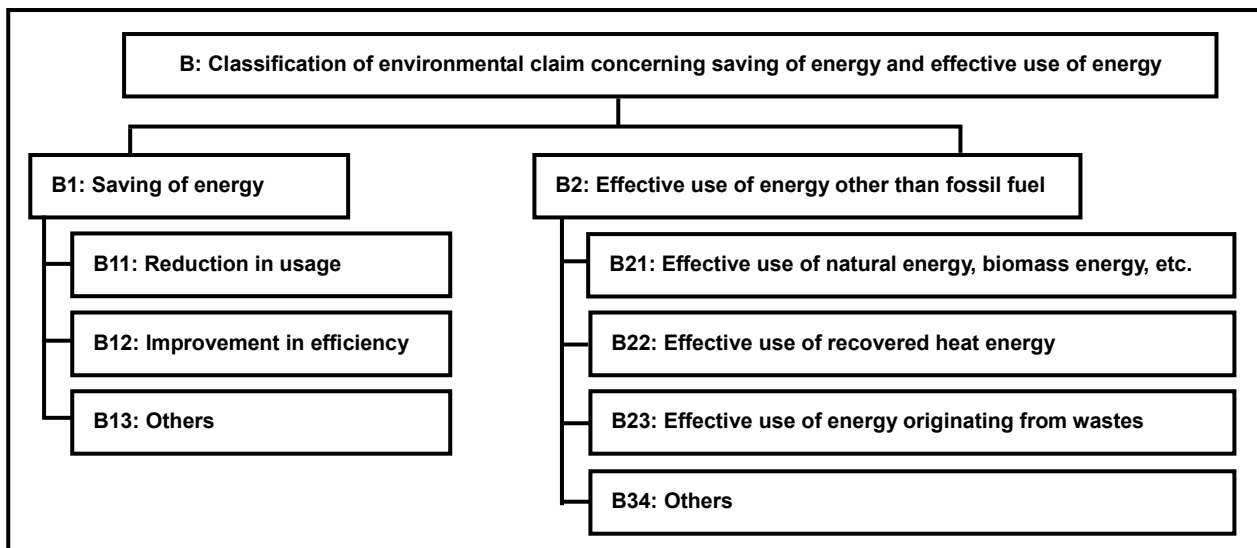 B: Classification of environmental claim concerning saving of energy and effective use of energy
B1: Saving of energy
B11: Reduction in usage
B12: Improvement in efficiency
B13: Others
B2: Effective use of energy other than fossil fuel
B21: Effective use of natural energy, biomass energy, etc.
B22: Effective use of recovered heat energy
B23: Effective use of energy originating from wastes
B34: Others